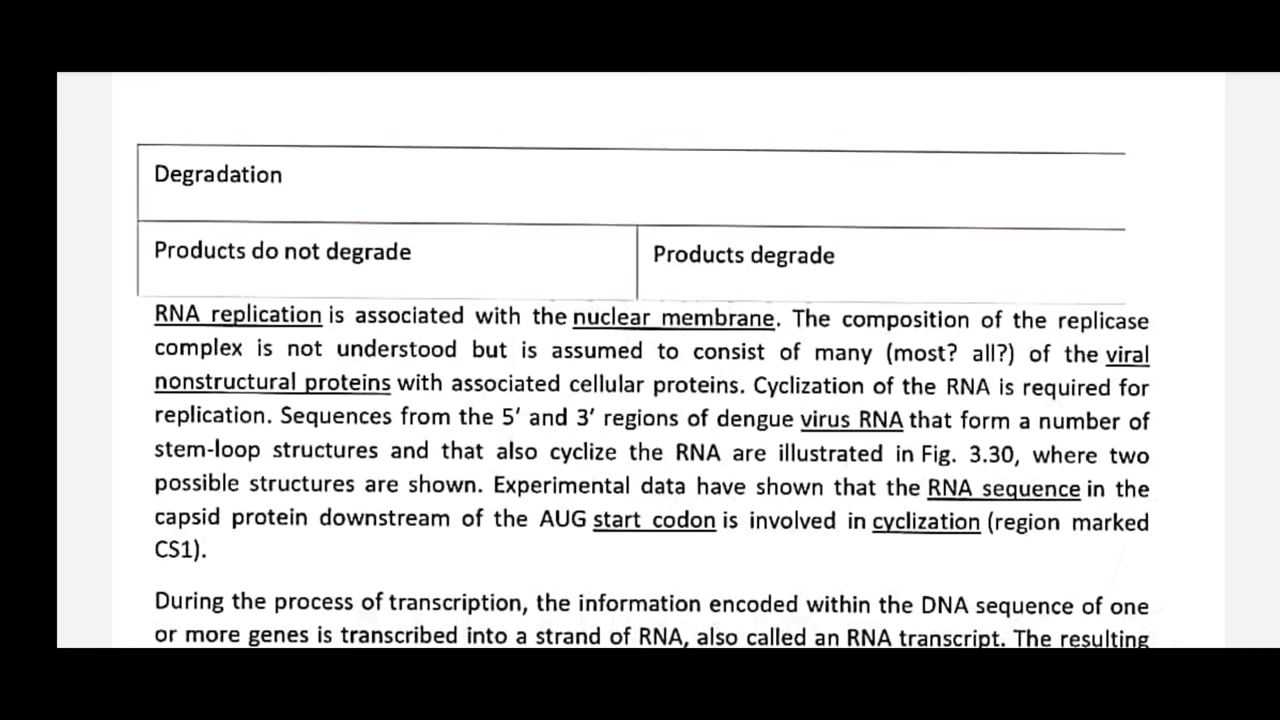 Degradation
Products do not degrade Products degrade
RNA replication is associated with the nuclear membrane. The composition of the replicase
complex is not understood but is assumed to consist of many (most? all?) of the viral
nonstructural proteins with associated cellular proteins. Cyclization of the RNA is required for
replication. Sequences from the 5′ and 3′ regions of dengue virus RNA that form a number of
stem-loop structures and that also cyclize the RNA are illustrated in Fig. 3.30, where two
possible structures are shown. Experimental data have shown that the RNA sequence in the
capsid protein downstream of the AUG start codon is involved in cyclization (region marked
CS1).
During the process of transcription, the information encoded within the DNA sequence of one
or more genes is transcribed into a strand of RNA, also called an RNA transcript. The resulting